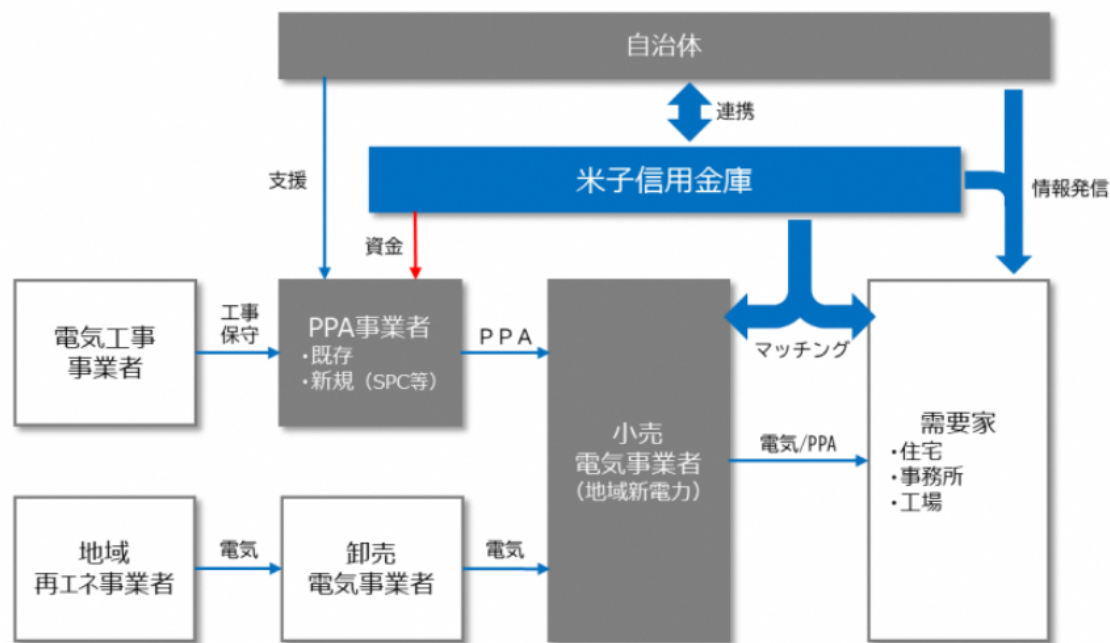 自治体
連携
米子信用金庫
支援
情報発信
資金
電気工事
事業者
工事
保守
PPA事業者
・既存
・新規（SPC等）
ＰＰＡ
マッチング
小売
電気事業者
（地域新電力）
電気/PPA
需要家
・住宅
・事務所
・工場
地域
再エネ事業者
電気
卸売
電気事業者
電気